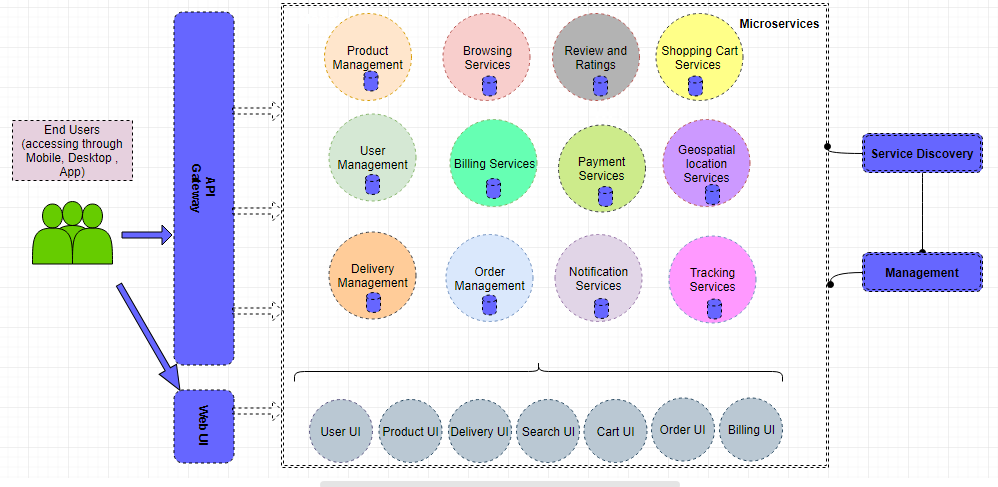 Microservices
End Users
(accessing through
Mobile, Desktop ,
App)
API
Gateway
Web UI
Product
Management
Browsing
Services
Review and
Ratings
Shopping Cart
Services
User
Management
Billing Services
Payment
Services
Geospatial
location
Services
Delivery
Management
Order
Management
Notification
Services
Tracking
Services
Service Discovery
Management
User UI
Product UI
Delivery UI
Search UI
Cart UI
Order UI
Billing UI